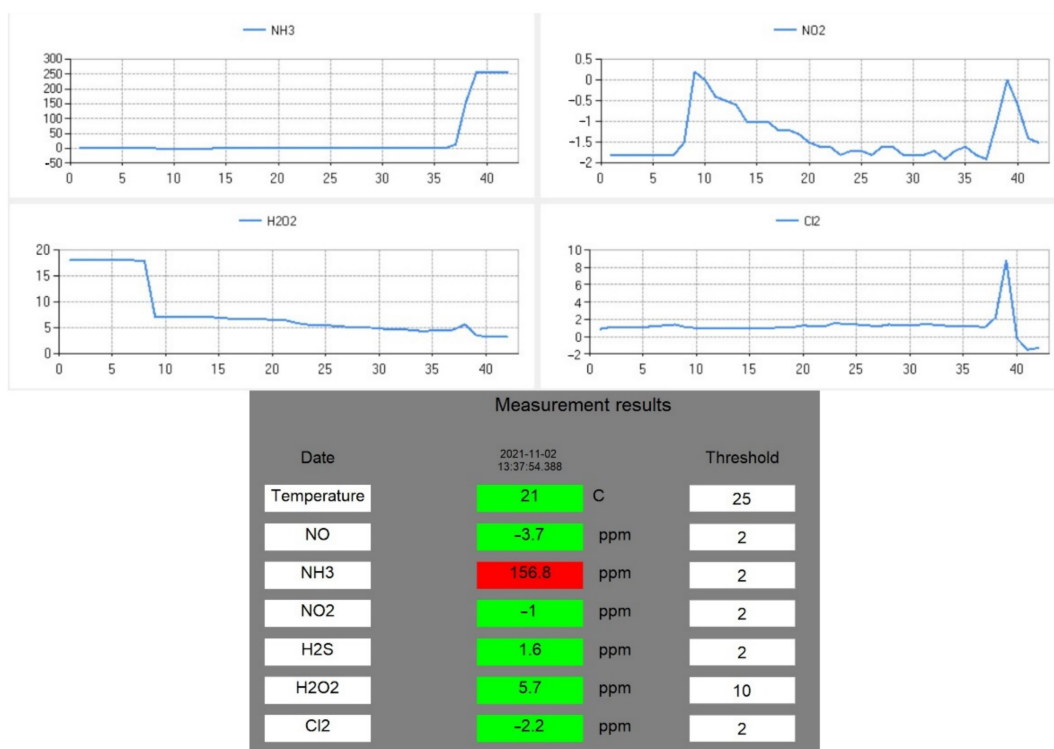 NH3
300
250
200
150
100
50
0
-50
0 5 10 15 20 25 30 35 40
NO2
0.5
0
-0.5
-1
-1.5
-2
0 5 10 15 20 25 30 35 40
H2O2
20
15
10
5
0
0 5 10 15 20 25 30 35 40
Cl2
10
8
6
4
2
0
-2
0 5 10 15 20 25 30 35 40
Measurement results
Date 2021-11-02 Threshold
13:37:54.388
Temperature 21 C 25
NO -3.7 ppm 2
NH3 156.8 ppm 2
NO2 -1 ppm 2
H2S 1.6 ppm 2
H2O2 5.7 ppm 10
Cl2 -2.2 ppm 2